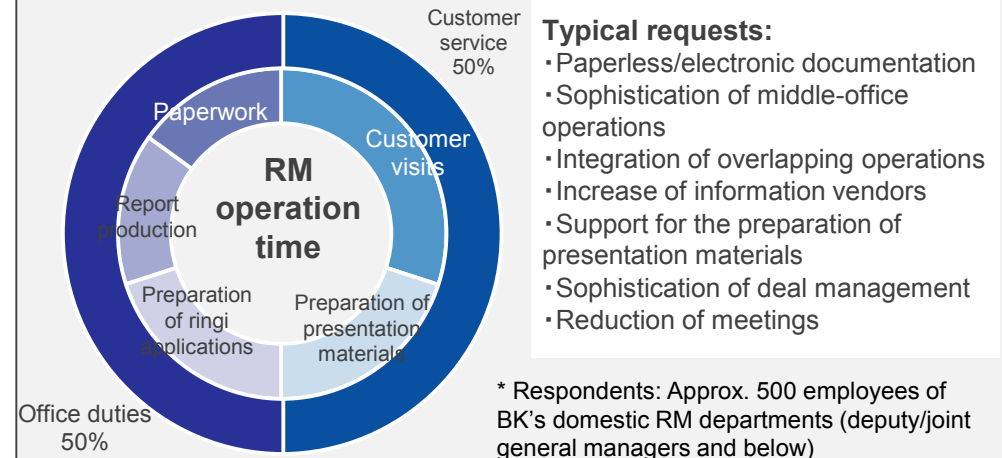 Customer
service
50%
Paperwork
Customer
visits
RM
operation
time
Report
production
Preparation
of ringi
applications
Preparation of
presentation
materials
Office duties
50%
Typical requests:
・Paperless/electronic documentation
・Sophistication of middle-office
operations
・Integration of overlapping operations
・Increase of information vendors
・Support for the preparation of
presentation materials
・Sophistication of deal management
・Reduction of meetings
* Respondents: Approx. 500 employees of
BK's domestic RM departments (deputy/joint
general managers and below)